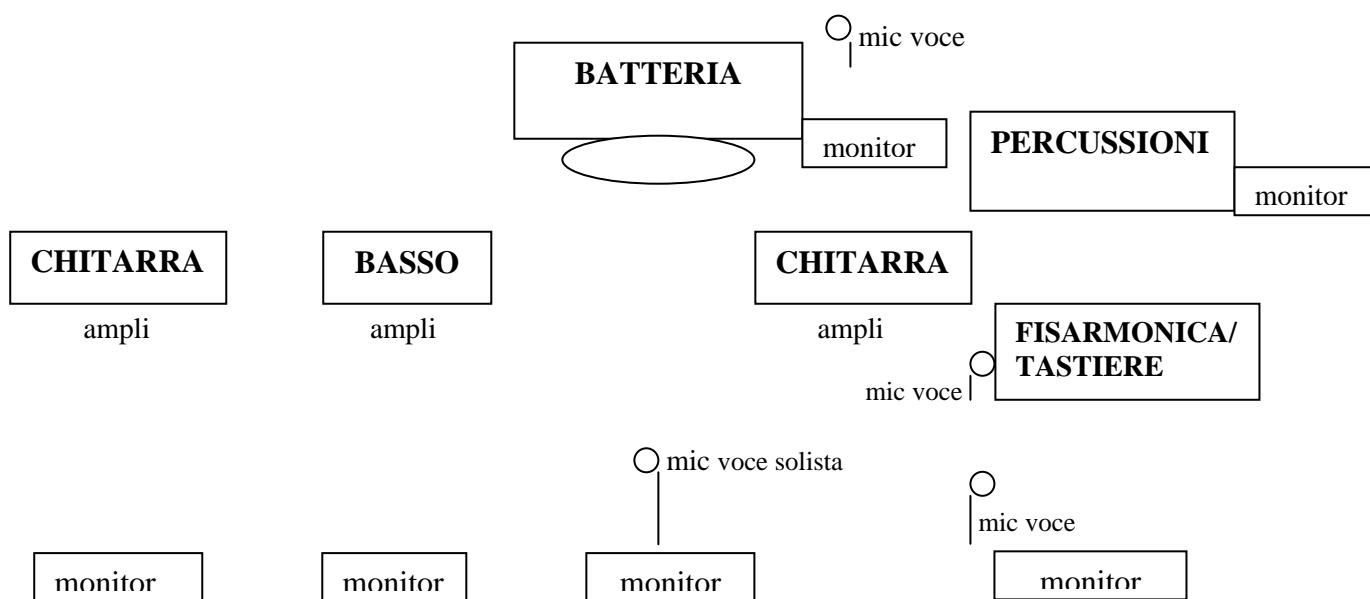 mic voce
BATTERIA
monitor
PERCUSSIONI
monitor
CHITARRA
BASSO
CHITARRA
ampli
ampli
ampli
FISARMONICA/
TASTIERE
mic voce
mic voce solista
mic voce
monitor
monitor
monitor
monitor